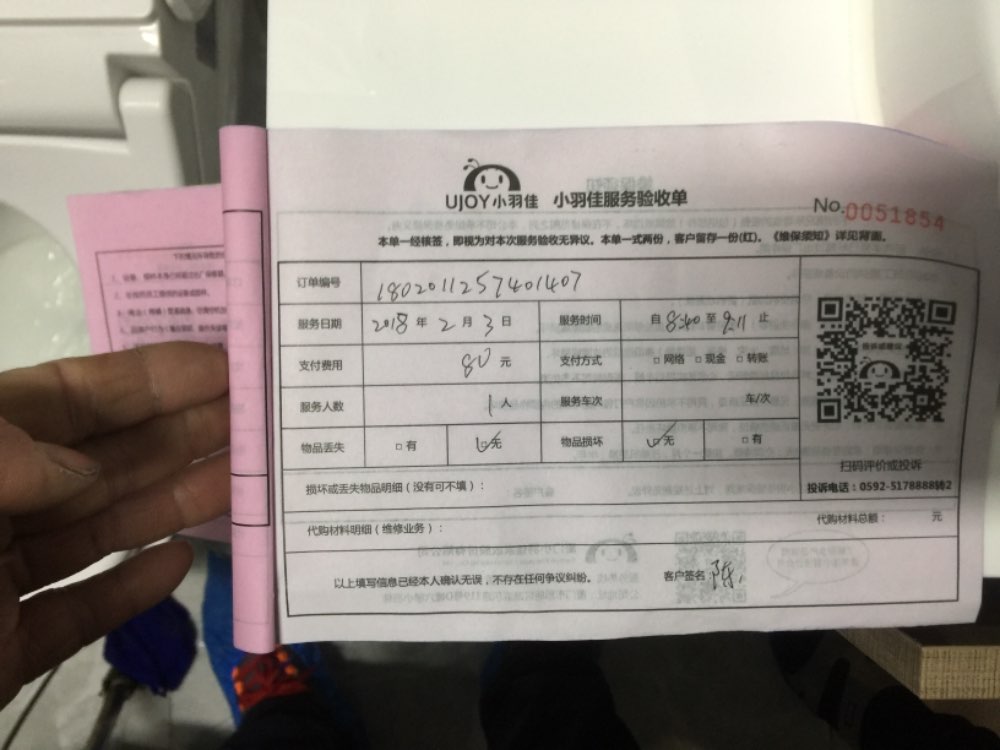 UJOY小羽佳 小羽佳服务验收单
No.0051854
本单一经核签，即视为对本次服务验收无异议。本单一式两份，客户留存一份(红)。《维保须知》详见背面。
订单编号 1802011257401407
服务日期 2018 年 2 月 3 日 服务时间 自 8:40 至 9:11 止
支付费用 80 元 支付方式 □网络 □现金 □转账
服务人数 1 人 服务车次 车/次
物品丢失 □有 ☑无 物品损坏 ☑无 □有
扫码评价或投诉
投诉电话：0592-5178888转2
损坏或丢失物品明细（没有可不填）：
代购材料明细（维修业务）： 代购材料总额： 元
以上填写信息已经本人确认无误，不存在任何争议纠纷。 客户签名 陈